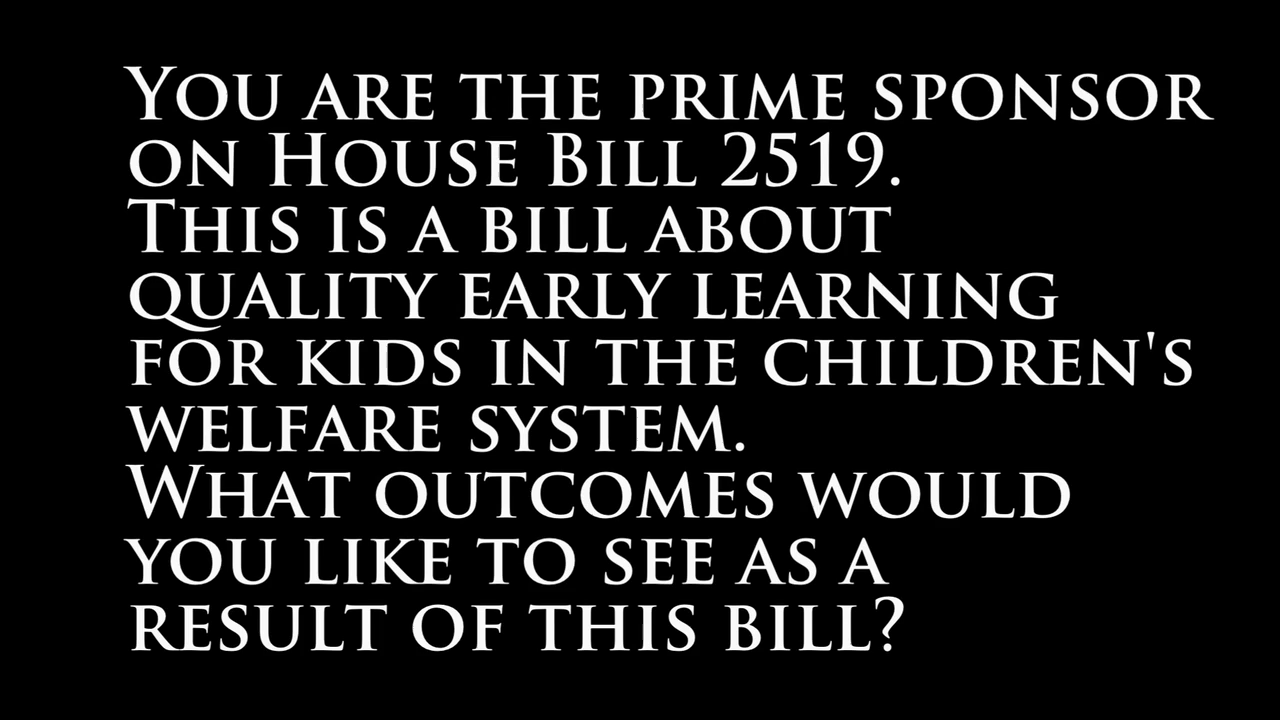 You are the prime sponsor
on House Bill 2519.
This is a bill about
quality early learning
for kids in the children's
welfare system.
What outcomes would
you like to see as a
result of this bill?